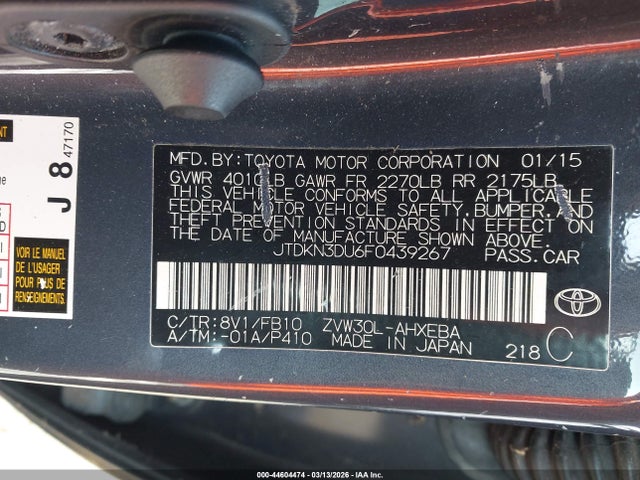 MFD. BY: TOYOTA MOTOR CORPORATION 01/15
GVWR 4010LB GAWR FR 2270LB RR 2175LB
THIS VEHICLE CONFORMS TO ALL APPLICABLE
FEDERAL MOTOR VEHICLE SAFETY, BUMPER, AND
THEFT PREVENTION STANDARDS IN EFFECT ON
THE DATE OF MANUFACTURE SHOWN ABOVE.
JTDKN3DU6F0439267 PASS. CAR
C/TR: 8V1/FB10 ZVW30L-AHXEBA
A/TM: -01A/P410 MADE IN JAPAN
218 C
TOYOTA
J 8 47170
VOIR LE MANUEL
DE L'USAGER
POUR PLUS DE
RENSEIGNEMENTS
00-44604474 | 03/13/2026 | IAA Corp.